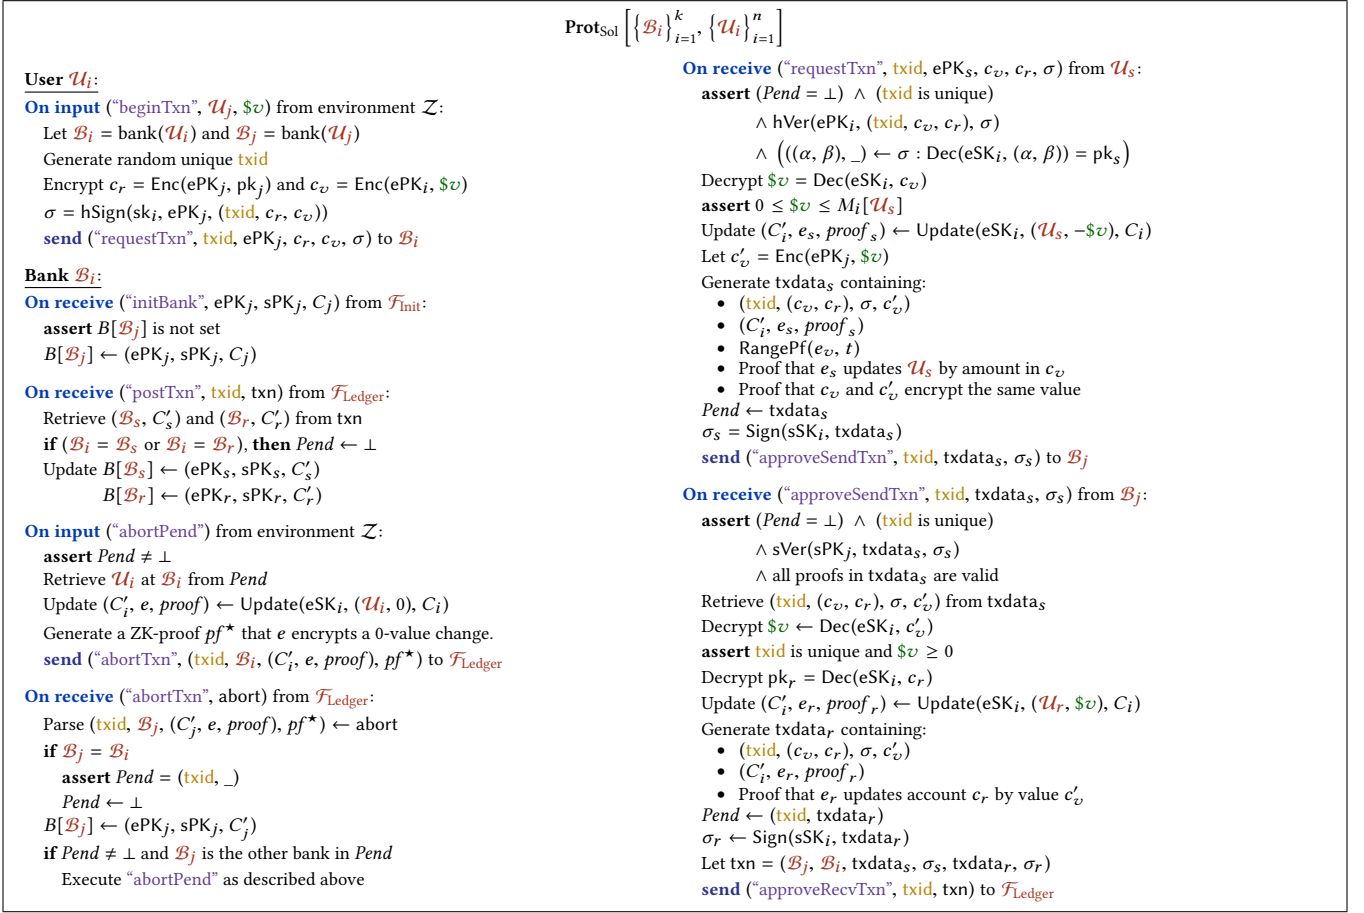 Prot_Sol [{ℬ_i}_{i=1}^k, {𝒰_i}_{i=1}^n]
User 𝒰_i:
On input (“beginTxn”, 𝒰_j, $v) from environment 𝒵:
Let ℬ_i = bank(𝒰_i) and ℬ_j = bank(𝒰_j)
Generate random unique txid
Encrypt c_r = Enc(ePK_j, pk_j) and c_v = Enc(ePK_i, $v)
σ = hSign(sk_i, ePK_j, (txid, c_r, c_v))
send (“requestTxn”, txid, ePK_j, c_r, c_v, σ) to ℬ_i
Bank ℬ_i:
On receive (“initBank”, ePK_j, sPK_j, C_j) from ℱ_Init:
assert B[ℬ_j] is not set
B[ℬ_j] ← (ePK_j, sPK_j, C_j)
On receive (“postTxn”, txid, txn) from ℱ_Ledger:
Retrieve (ℬ_s, C′_s) and (ℬ_r, C′_r) from txn
if (ℬ_i = ℬ_s or ℬ_i = ℬ_r), then Pend ← ⊥
Update B[ℬ_s] ← (ePK_s, sPK_s, C′_s)
B[ℬ_r] ← (ePK_r, sPK_r, C′_r)
On input (“abortPend”) from environment 𝒵:
assert Pend ≠ ⊥
Retrieve 𝒰_i at ℬ_i from Pend
Update (C′_i, e, proof) ← Update(eSK_i, (𝒰_i, 0), C_i)
Generate a ZK-proof pf★ that e encrypts a 0-value change.
send (“abortTxn”, (txid, ℬ_i, (C′_i, e, proof), pf★) to ℱ_Ledger
On receive (“abortTxn”, abort) from ℱ_Ledger:
Parse (txid, ℬ_j, (C′_j, e, proof), pf★) ← abort
if ℬ_j = ℬ_i
assert Pend = (txid, _)
Pend ← ⊥
B[ℬ_j] ← (ePK_j, sPK_j, C′_j)
if Pend ≠ ⊥ and ℬ_j is the other bank in Pend
Execute “abortPend” as described above
On receive (“requestTxn”, txid, ePK_s, c_v, c_r, σ) from 𝒰_s:
assert (Pend = ⊥) ∧ (txid is unique)
∧ hVer(ePK_i, (txid, c_v, c_r), σ)
∧ (((α, β), _) ← σ : Dec(eSK_i, (α, β)) = pk_s)
Decrypt $v = Dec(eSK_i, c_v)
assert 0 ≤ $v ≤ M_i[𝒰_s]
Update (C′_i, e_s, proof_s) ← Update(eSK_i, (𝒰_s, −$v), C_i)
Let c′_v = Enc(ePK_j, $v)
Generate txdata_s containing:
• (txid, (c_v, c_r), σ, c′_v)
• (C′_i, e_s, proof_s)
• RangePf(e_v, t)
• Proof that e_s updates 𝒰_s by amount in c_v
• Proof that c_v and c′_v encrypt the same value
Pend ← txdata_s
σ_s = Sign(sSK_i, txdata_s)
send (“approveSendTxn”, txid, txdata_s, σ_s) to ℬ_j
On receive (“approveSendTxn”, txid, txdata_s, σ_s) from ℬ_j:
assert (Pend = ⊥) ∧ (txid is unique)
∧ sVer(sPK_j, txdata_s, σ_s)
∧ all proofs in txdata_s are valid
Retrieve (txid, (c_v, c_r), σ, c′_v) from txdata_s
Decrypt $v ← Dec(eSK_i, c′_v)
assert txid is unique and $v ≥ 0
Decrypt pk_r = Dec(eSK_i, c_r)
Update (C′_i, e_r, proof_r) ← Update(eSK_i, (𝒰_r, $v), C_i)
Generate txdata_r containing:
• (txid, (c_v, c_r), σ, c′_v)
• (C′_i, e_r, proof_r)
• Proof that e_r updates account c_r by value c′_v
Pend ← (txid, txdata_r)
σ_r ← Sign(sSK_i, txdata_r)
Let txn = (ℬ_j, ℬ_i, txdata_s, σ_s, txdata_r, σ_r)
send (“approveRecvTxn”, txid, txn) to ℱ_Ledger